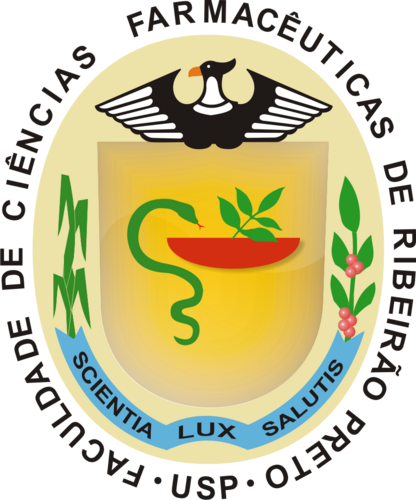 FACULDADE DE CIÊNCIAS FARMACÊUTICAS DE RIBEIRÃO PRETO · USP ·
SCIENTIA LUX SALUTIS